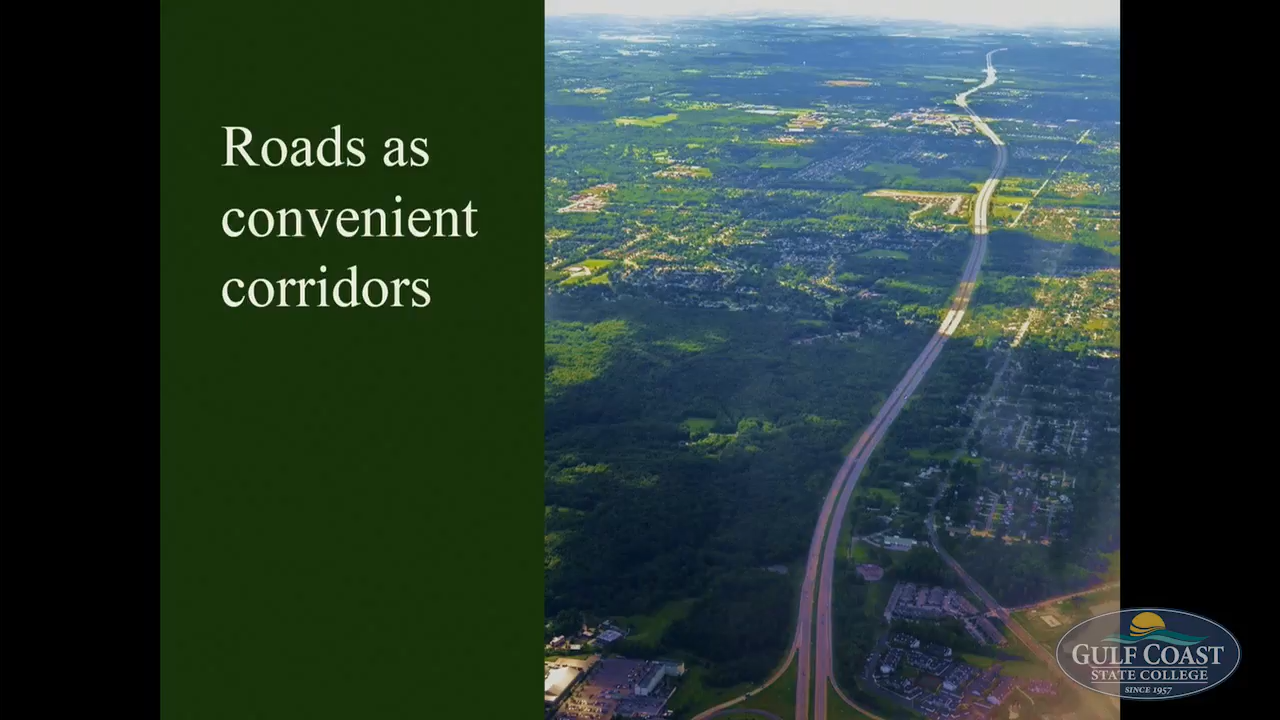 Roads as
convenient
corridors
GULF COAST
STATE COLLEGE
SINCE 1957